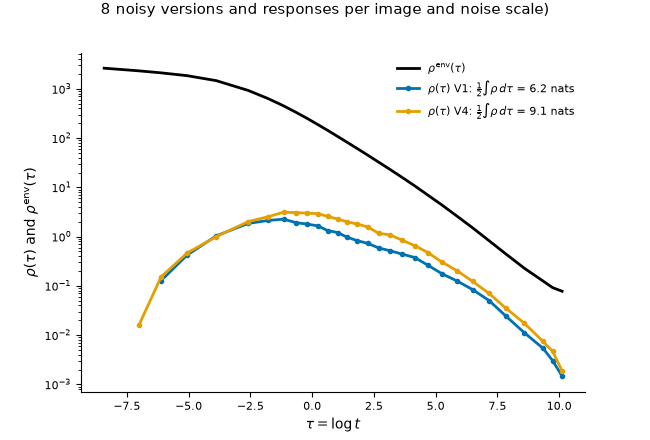 8 noisy versions and responses per image and noise scale)
ρ^env(τ)
ρ(τ) V1: ½∫ρ dτ = 6.2 nats
ρ(τ) V4: ½∫ρ dτ = 9.1 nats
ρ(τ) and ρ^env(τ)
10³
10²
10¹
10⁰
10⁻¹
10⁻²
10⁻³
−7.5 −5.0 −2.5 0.0 2.5 5.0 7.5 10.0
τ = log t